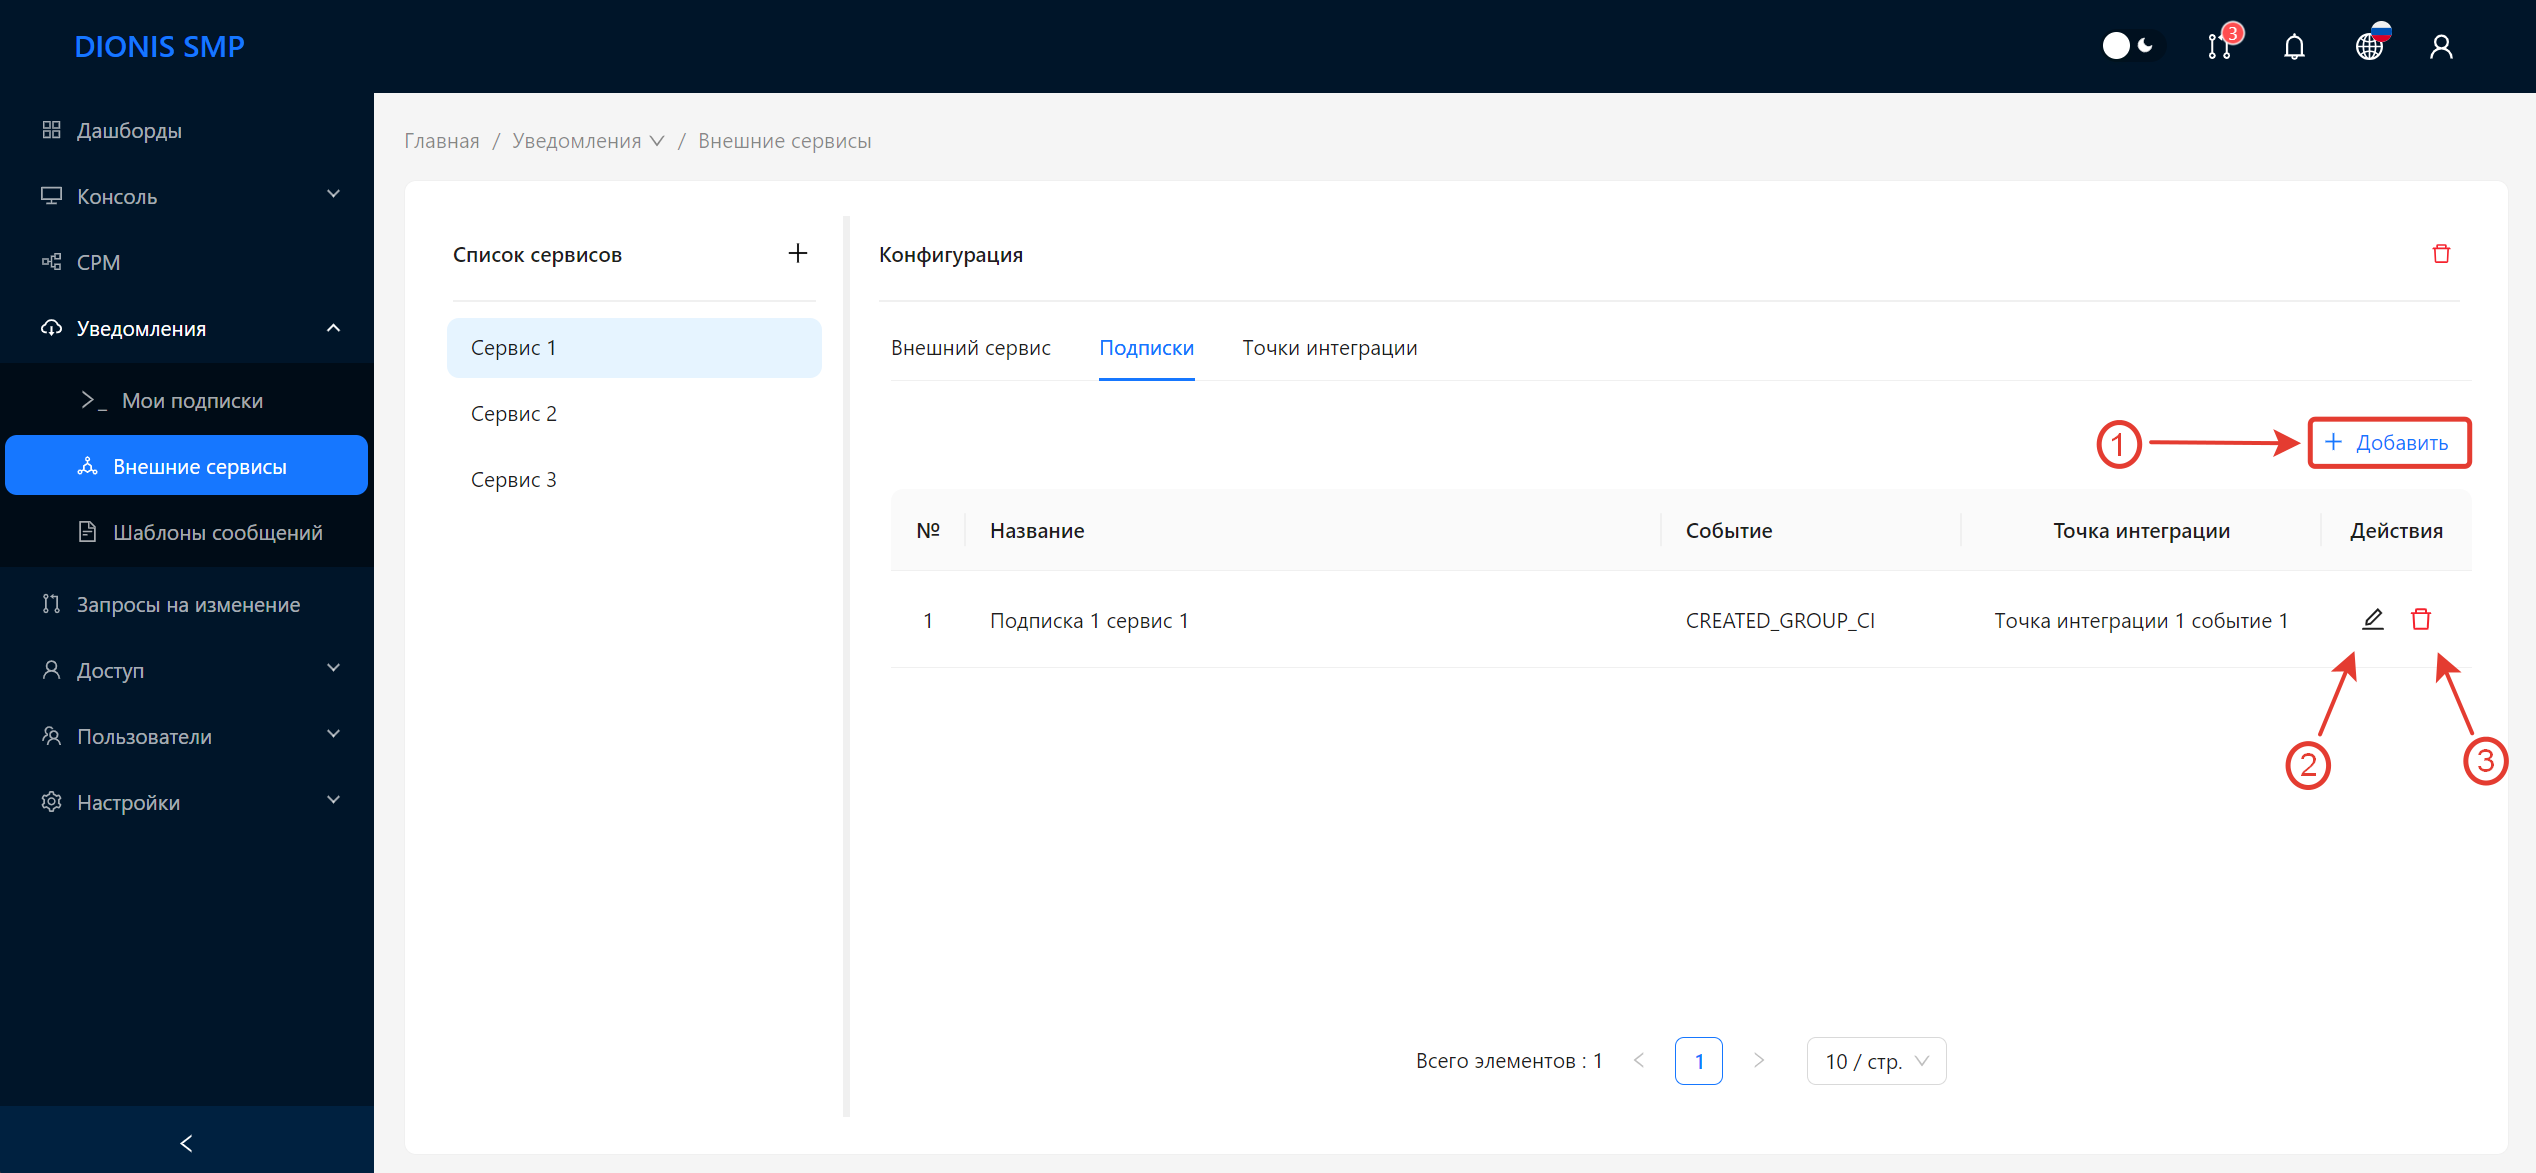 DIONIS SMP
3
Дашборды
Консоль
СРМ
Уведомления
Мои подписки
Внешние сервисы
Шаблоны сообщений
Запросы на изменение
Доступ
Пользователи
Настройки
Главная / Уведомления / Внешние сервисы
Список сервисов
Сервис 1
Сервис 2
Сервис 3
Конфигурация
Внешний сервис Подписки Точки интеграции
1 + Добавить
№ Название Событие Точка интеграции Действия
1 Подписка 1 сервис 1 CREATED_GROUP_CI Точка интеграции 1 событие 1
2 3
Всего элементов : 1 < 1 > 10 / стр.